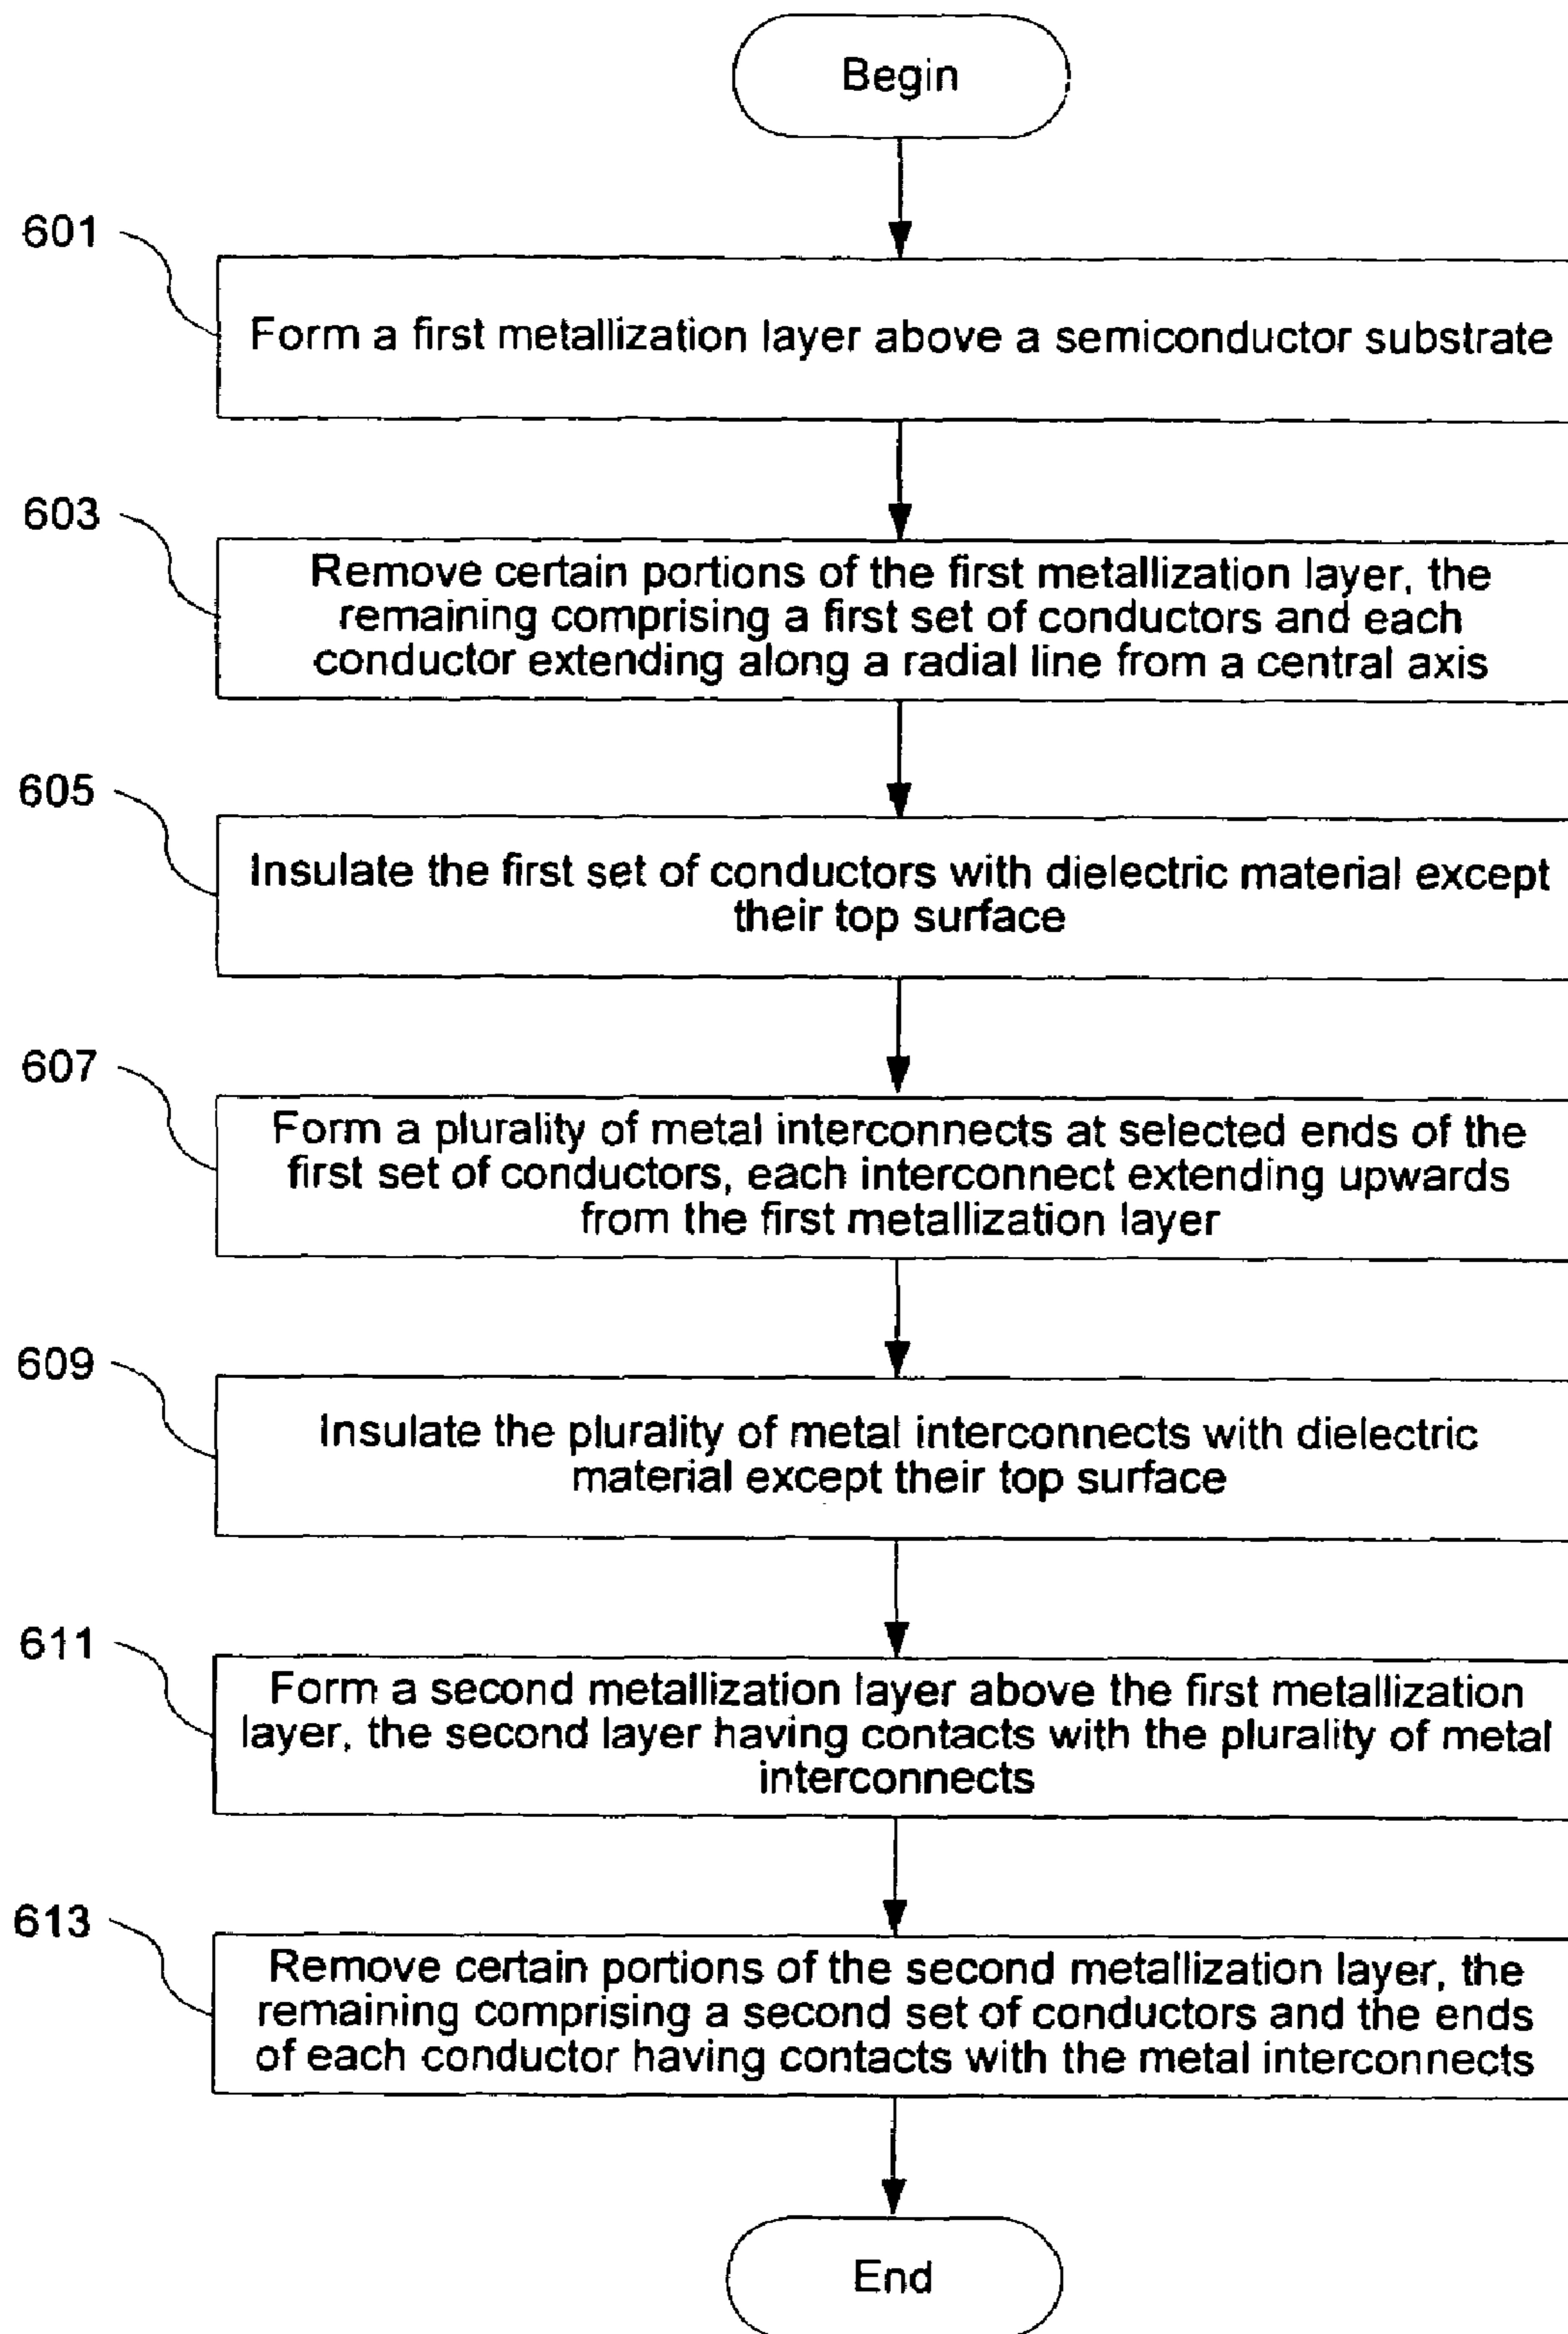 Begin
601
Form a first metallization layer above a semiconductor substrate
603
Remove certain portions of the first metallization layer, the
remaining comprising a first set of conductors and each
conductor extending along a radial line from a central axis
605
Insulate the first set of conductors with dielectric material except
their top surface
607
Form a plurality of metal interconnects at selected ends of the
first set of conductors, each interconnect extending upwards
from the first metallization layer
609
Insulate the plurality of metal interconnects with dielectric
material except their top surface
611
Form a second metallization layer above the first metallization
layer, the second layer having contacts with the plurality of metal
interconnects
613
Remove certain portions of the second metallization layer, the
remaining comprising a second set of conductors and the ends
of each conductor having contacts with the metal interconnects
End